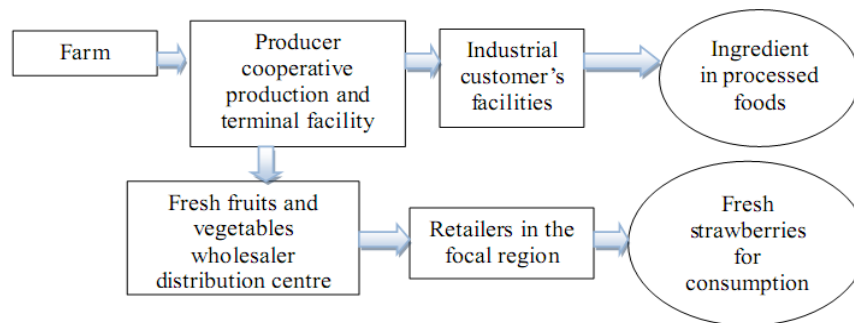 Farm
Producer
cooperative
production and
terminal facility
Industrial
customer's
facilities
Ingredient
in processed
foods
Fresh fruits and
vegetables
wholesaler
distribution centre
Retailers in the
focal region
Fresh
strawberries
for
consumption